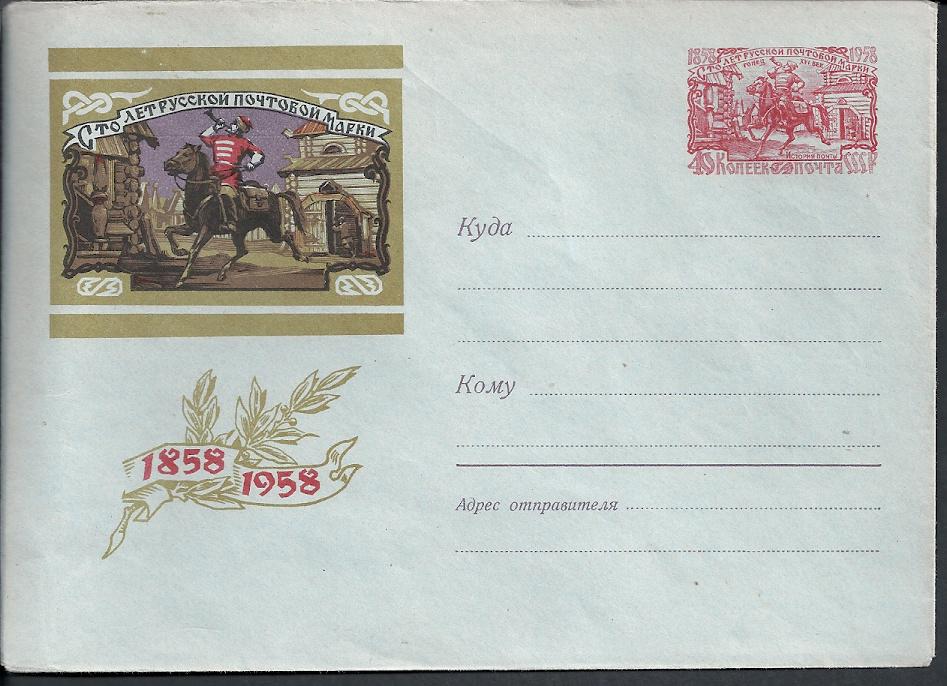 Сто лет русской почтовой марки
1858 1958
Сто лет русской почтовой марки
гонец XVI век
История почты
40 копеек почта СССР
Куда
Кому
1858
1958
Адрес отправителя